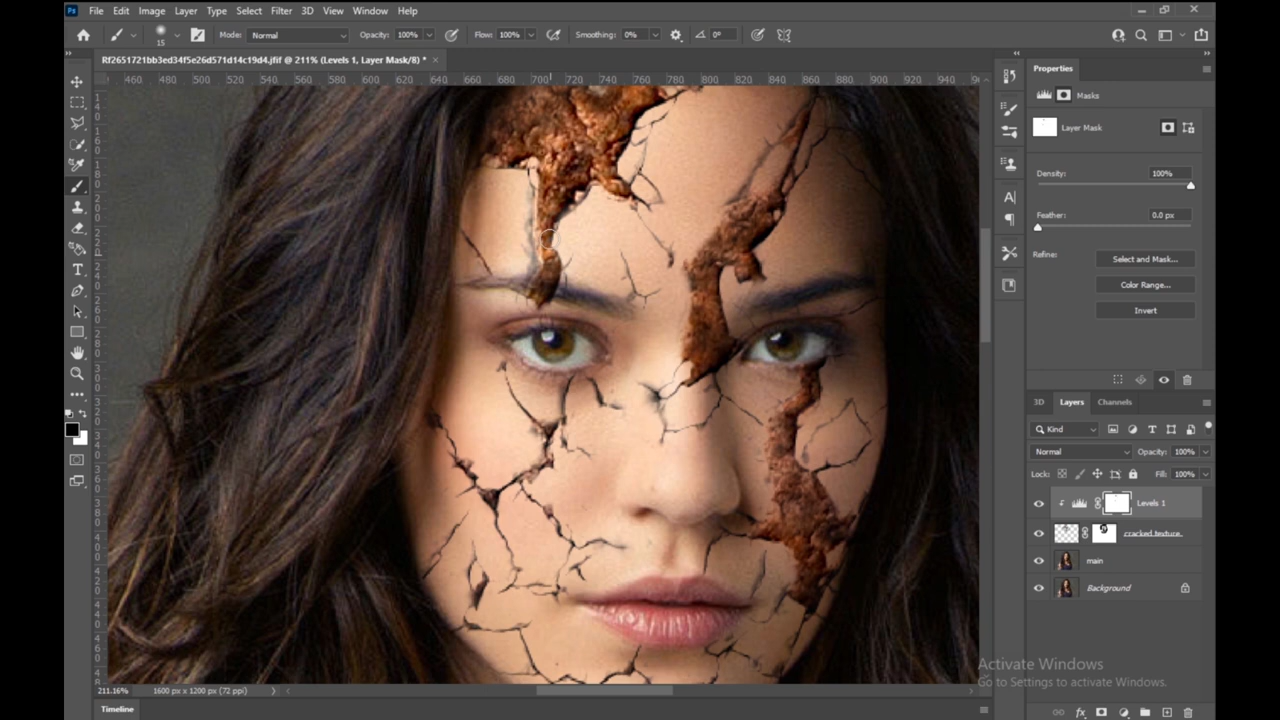 Ps File Edit Image Layer Type Select Filter 3D View Window Help
15 Mode: Normal Opacity: 100% Flow: 100% Smoothing: 0% 0°
Rf2651721bb3ed34f5e26d571d14c19d4.jfif @ 211% (Levels 1, Layer Mask/8) *
460 480 500 520 540 560 580 600 620 640 660 680 700 720 740 760 780 800 820 840 860 880 900 920 940
Properties
Masks
Layer Mask
Density: 100%
Feather: 0.0 px
Refine: Select and Mask...
Color Range...
Invert
3D Layers Channels
Kind
Normal Opacity: 100%
Lock: Fill: 100%
Levels 1
cracked texture.
main
Background
Activate Windows
Go to Settings to activate Windows.
211.16% 1600 px x 1200 px (72 ppi)
Timeline